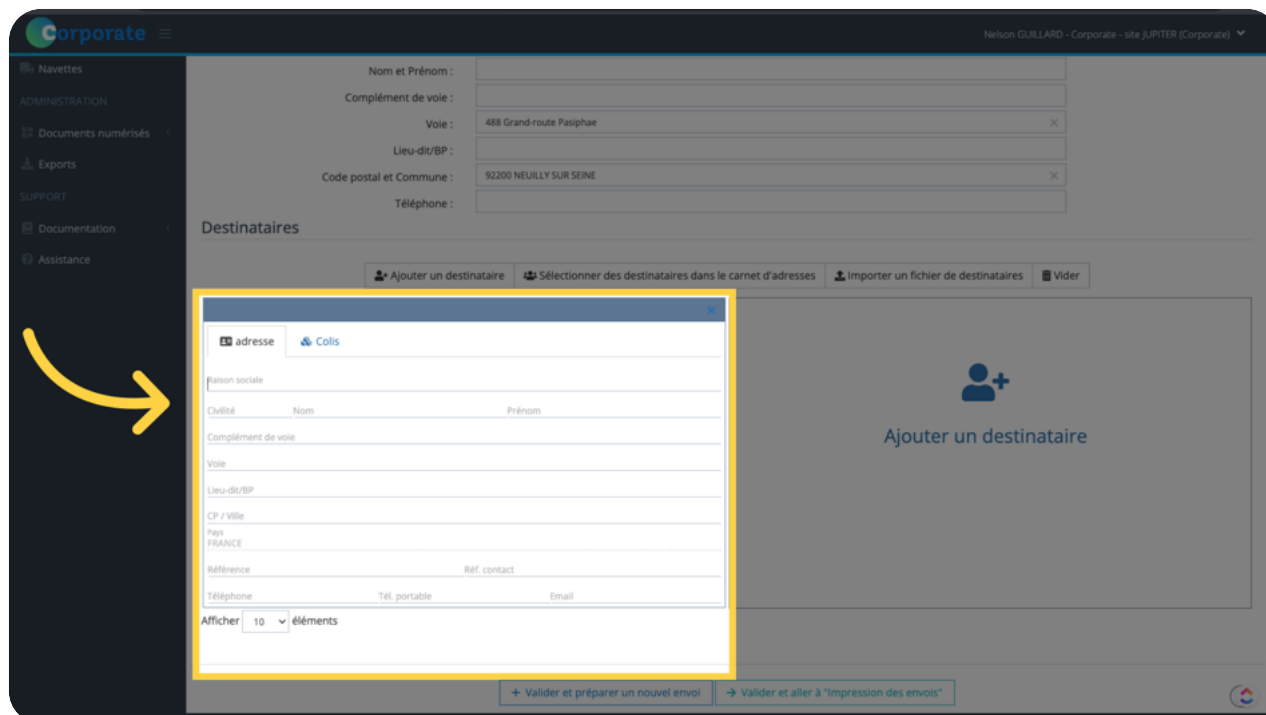 Corporate
Nelson GUILLARD - Corporate - site JUPITER (Corporate)
Navettes
ADMINISTRATION
Documents numérisés
Exports
SUPPORT
Documentation
Assistance
Nom et Prénom :
Complément de voie :
Voie : 488 Grand-route Pasiphae
Lieu-dit/BP :
Code postal et Commune : 92200 NEUILLY SUR SEINE
Téléphone :
Destinataires
Ajouter un destinataire Sélectionner des destinataires dans le carnet d'adresses Importer un fichier de destinataires Vider
adresse Colis
Raison sociale
Civilité Nom Prénom
Complément de voie
Voie
Lieu-dit/BP
CP / Ville
Pays
FRANCE
Référence Réf. contact
Téléphone Tél. portable Email
Afficher 10 éléments
Ajouter un destinataire
+ Valider et préparer un nouvel envoi → Valider et aller à "Impression des envois"